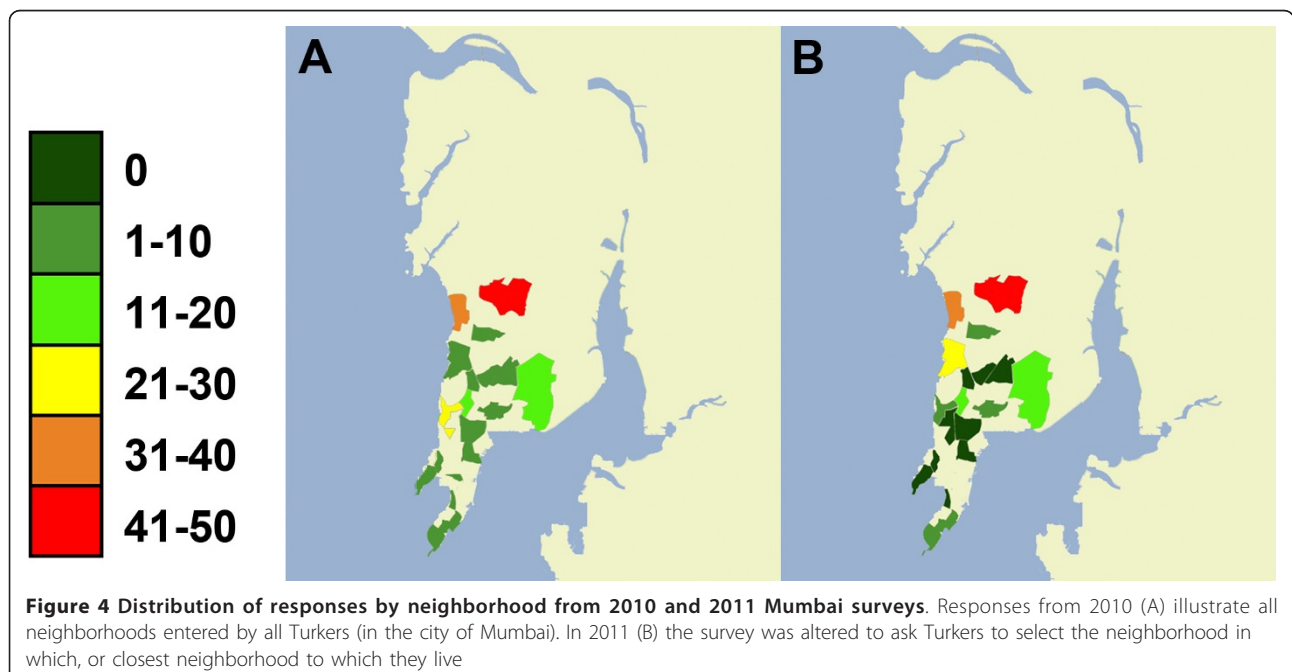 A
B
0
1-10
11-20
21-30
31-40
41-50
Figure 4 Distribution of responses by neighborhood from 2010 and 2011 Mumbai surveys. Responses from 2010 (A) illustrate all
neighborhoods entered by all Turkers (in the city of Mumbai). In 2011 (B) the survey was altered to ask Turkers to select the neighborhood in
which, or closest neighborhood to which they live